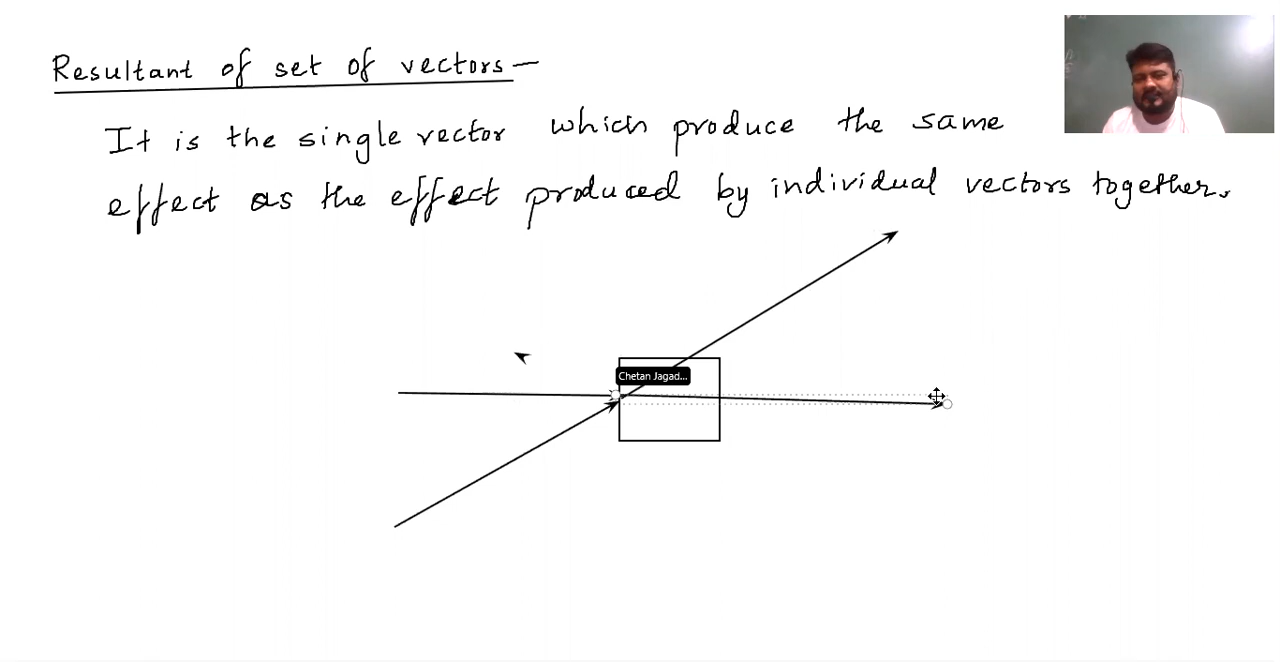 Resultant of set of vectors —
It is the single vector which produce the same
effect as the effect produced by individual vectors together.
Chetan Jagad...